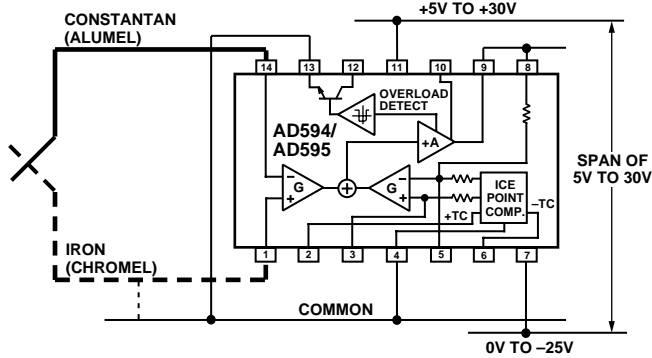 CONSTANTAN
(ALUMEL)
+5V TO +30V
14
13
12
11
10
9
8
OVERLOAD
DETECT
AD594/
AD595
+A
SPAN OF
5V TO 30V
–
G
+
–
G
+
ICE
POINT
COMP.
+TC
–TC
IRON
(CHROMEL)
1
2
3
4
5
6
7
COMMON
0V TO –25V